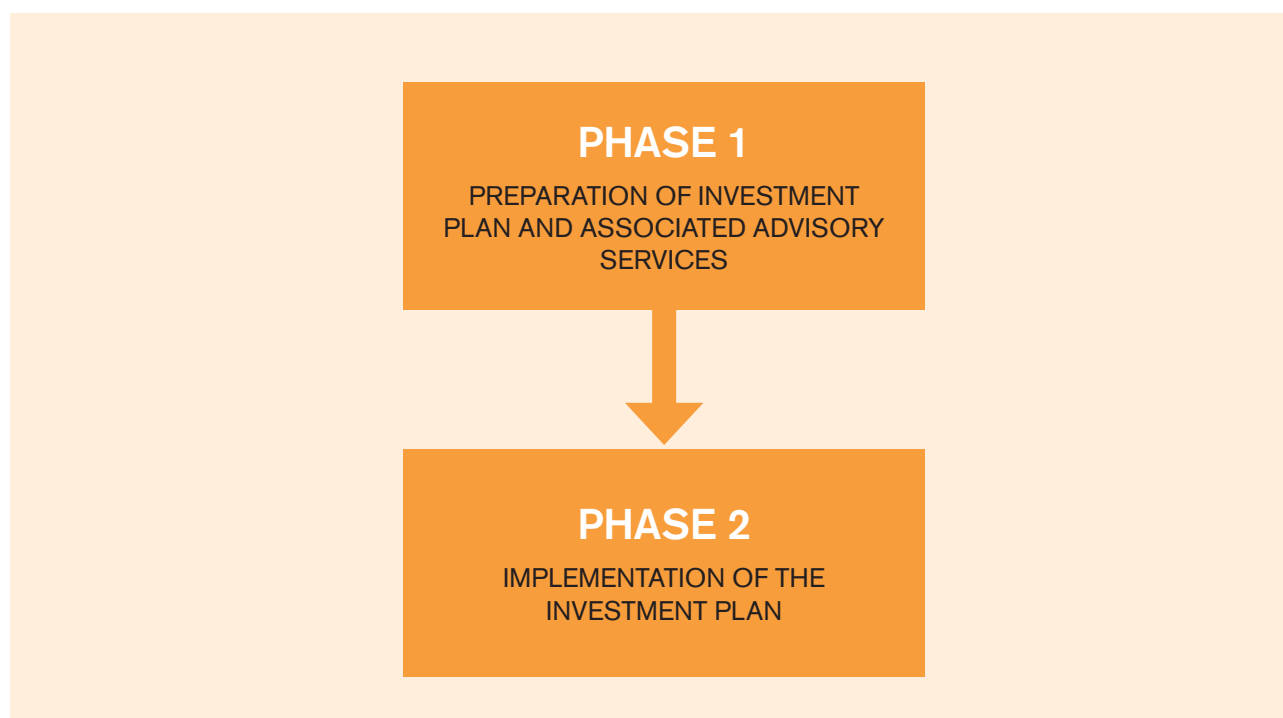 PHASE 1
PREPARATION OF INVESTMENT
PLAN AND ASSOCIATED ADVISORY
SERVICES
PHASE 2
IMPLEMENTATION OF THE
INVESTMENT PLAN